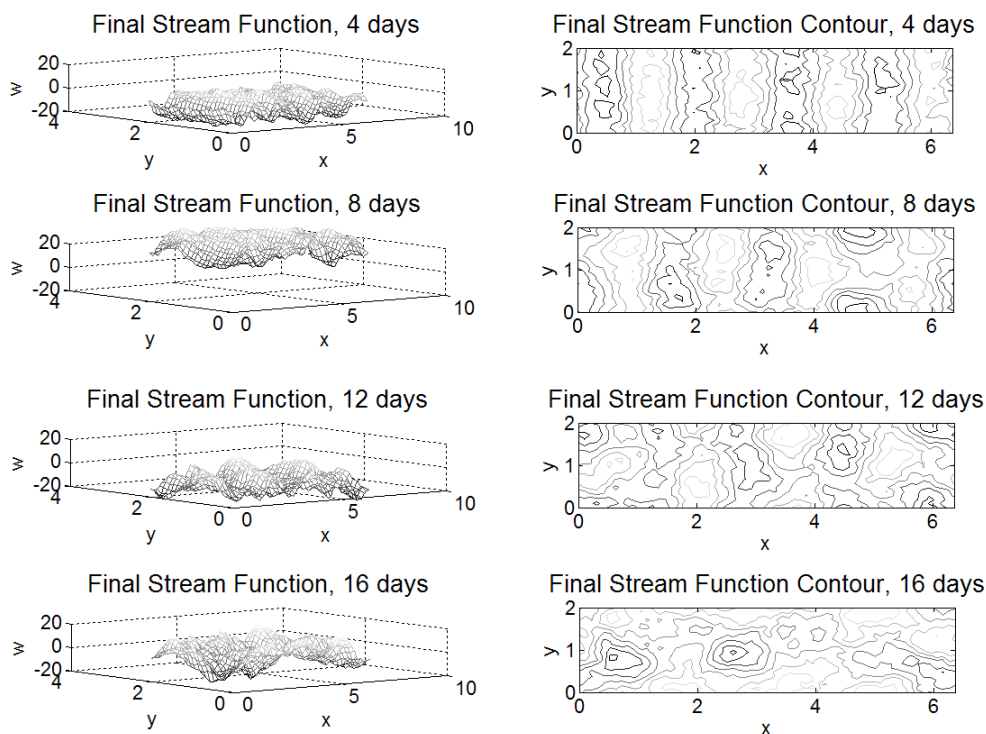 Final Stream Function, 4 days
20
0
-20
w
4
2
0
y
0
5
10
x
Final Stream Function Contour, 4 days
2
1
0
y
0
2
4
6
x
Final Stream Function, 8 days
20
0
-20
w
4
2
0
y
0
5
10
x
Final Stream Function Contour, 8 days
2
1
0
y
0
2
4
6
x
Final Stream Function, 12 days
20
0
-20
w
4
2
0
y
0
5
10
x
Final Stream Function Contour, 12 days
2
1
0
y
0
2
4
6
x
Final Stream Function, 16 days
20
0
-20
w
4
2
0
y
0
5
10
x
Final Stream Function Contour, 16 days
2
1
0
y
0
2
4
6
x